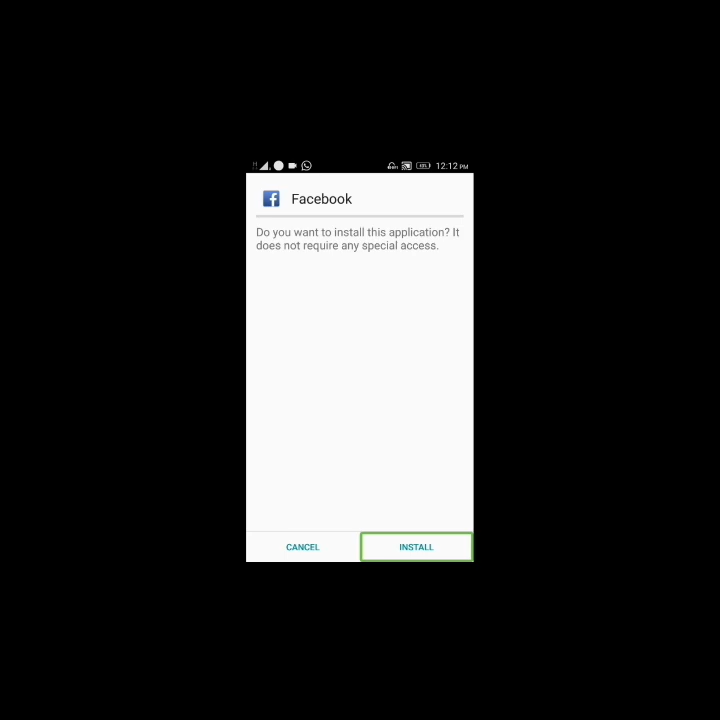 12:12 PM
Facebook
Do you want to install this application? It
does not require any special access.
CANCEL
INSTALL